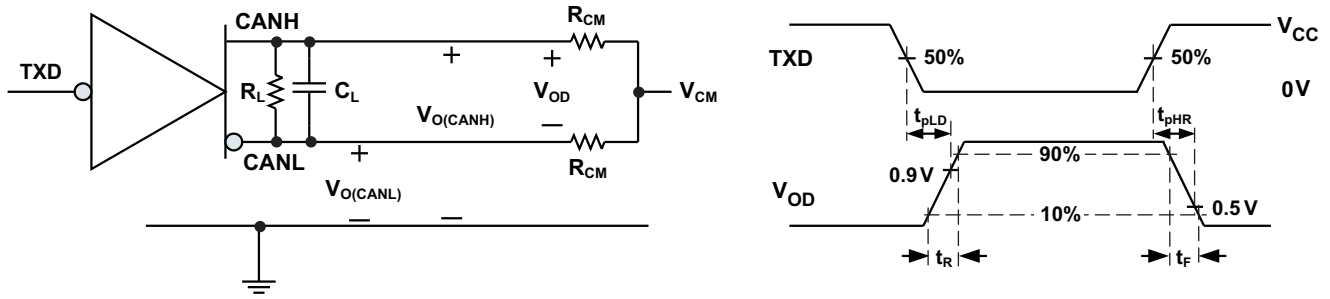 CANH
R_CM
TXD
R_L
C_L
+
+
V_OD
V_CM
V_O(CANH)
−
CANL
+
R_CM
V_O(CANL)
−
−
TXD
50%
50%
V_CC
0V
t_pLD
t_pHR
90%
0.9 V
V_OD
10%
0.5 V
t_R
t_F